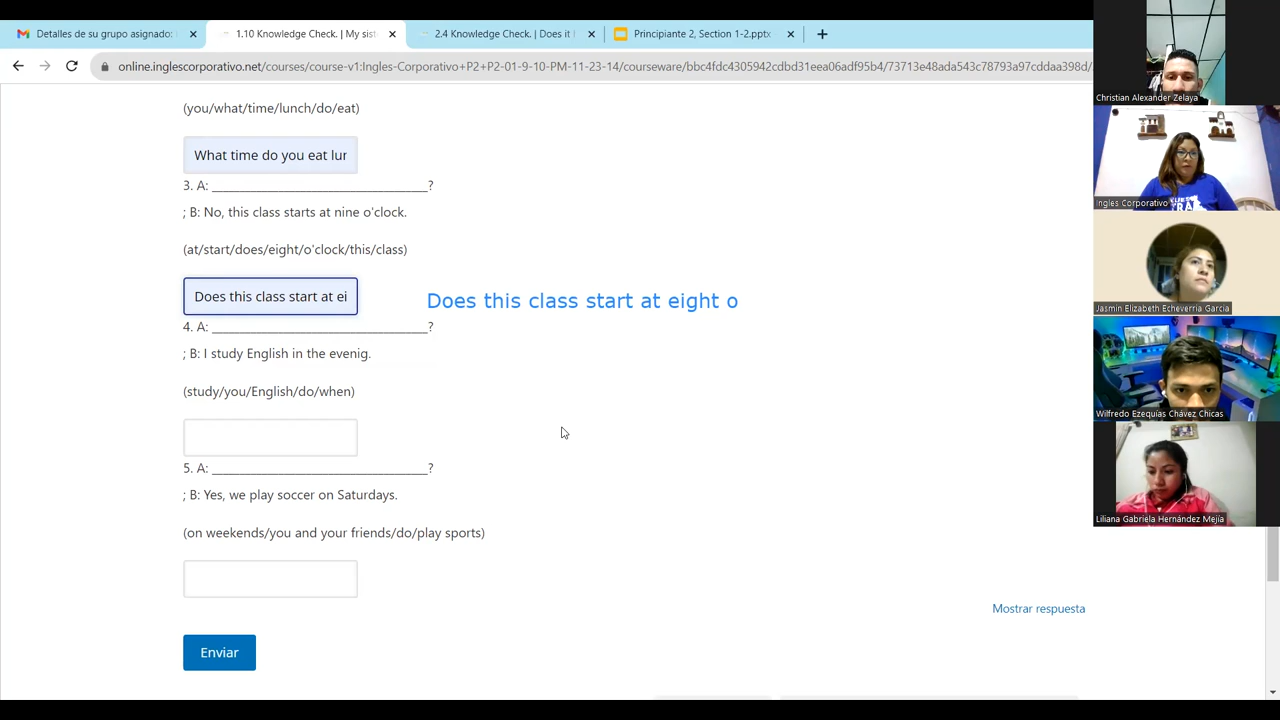 Detalles de su grupo asignado:
1.10 Knowledge Check. | My sist
2.4 Knowledge Check. | Does it
Principiante 2, Section 1-2.pptx
online.inglescorporativo.net/courses/course-v1:Ingles-Corporativo+P2+P2-01-19-10-PM-11-23-14/courseware/bbc4fdc4305942cdbd31eea06adf95b4/73713e48ada543c78793a97cddaa398d/
(you/what/time/lunch/do/eat)
What time do you eat lur
3. A: ________________________________?
; B: No, this class starts at nine o'clock.
(at/start/does/eight/o'clock/this/class)
Does this class start at ei
Does this class start at eight o
4. A: ________________________________?
; B: I study English in the evenig.
(study/you/English/do/when)
5. A: ________________________________?
; B: Yes, we play soccer on Saturdays.
(on weekends/you and your friends/do/play sports)
Mostrar respuesta
Enviar
Christian Alexander Zelaya
Ingles Corporativo
Jasmin Elizabeth Echeverria Garcia
Wilfredo Ezequías Chávez Chicas
Liliana Gabriela Hernández Mejía